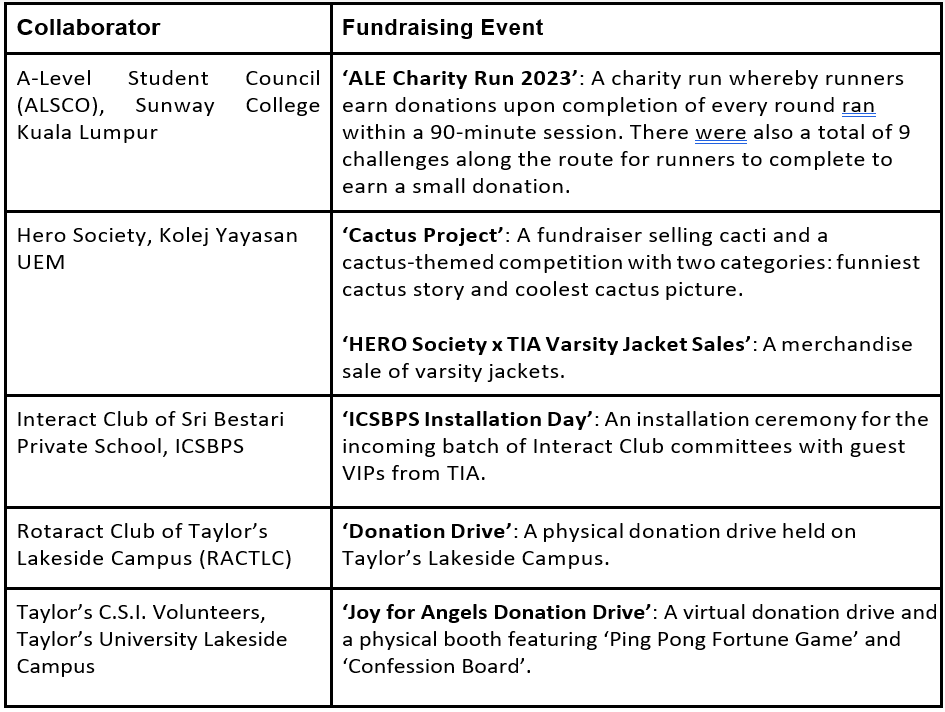 Collaborator
Fundraising Event
A-Level Student Council
(ALSCO), Sunway College
Kuala Lumpur
‘ALE Charity Run 2023’: A charity run whereby runners
earn donations upon completion of every round ran
within a 90-minute session. There were also a total of 9
challenges along the route for runners to complete to
earn a small donation.
Hero Society, Kolej Yayasan
UEM
‘Cactus Project’: A fundraiser selling cacti and a
cactus-themed competition with two categories: funniest
cactus story and coolest cactus picture.
‘HERO Society x TIA Varsity Jacket Sales’: A merchandise
sale of varsity jackets.
Interact Club of Sri Bestari
Private School, ICSBPS
‘ICSBPS Installation Day’: An installation ceremony for the
incoming batch of Interact Club committees with guest
VIPs from TIA.
Rotaract Club of Taylor’s
Lakeside Campus (RACTLC)
‘Donation Drive’: A physical donation drive held on
Taylor’s Lakeside Campus.
Taylor’s C.S.I. Volunteers,
Taylor’s University Lakeside
Campus
‘Joy for Angels Donation Drive’: A virtual donation drive and
a physical booth featuring ‘Ping Pong Fortune Game’ and
‘Confession Board’.